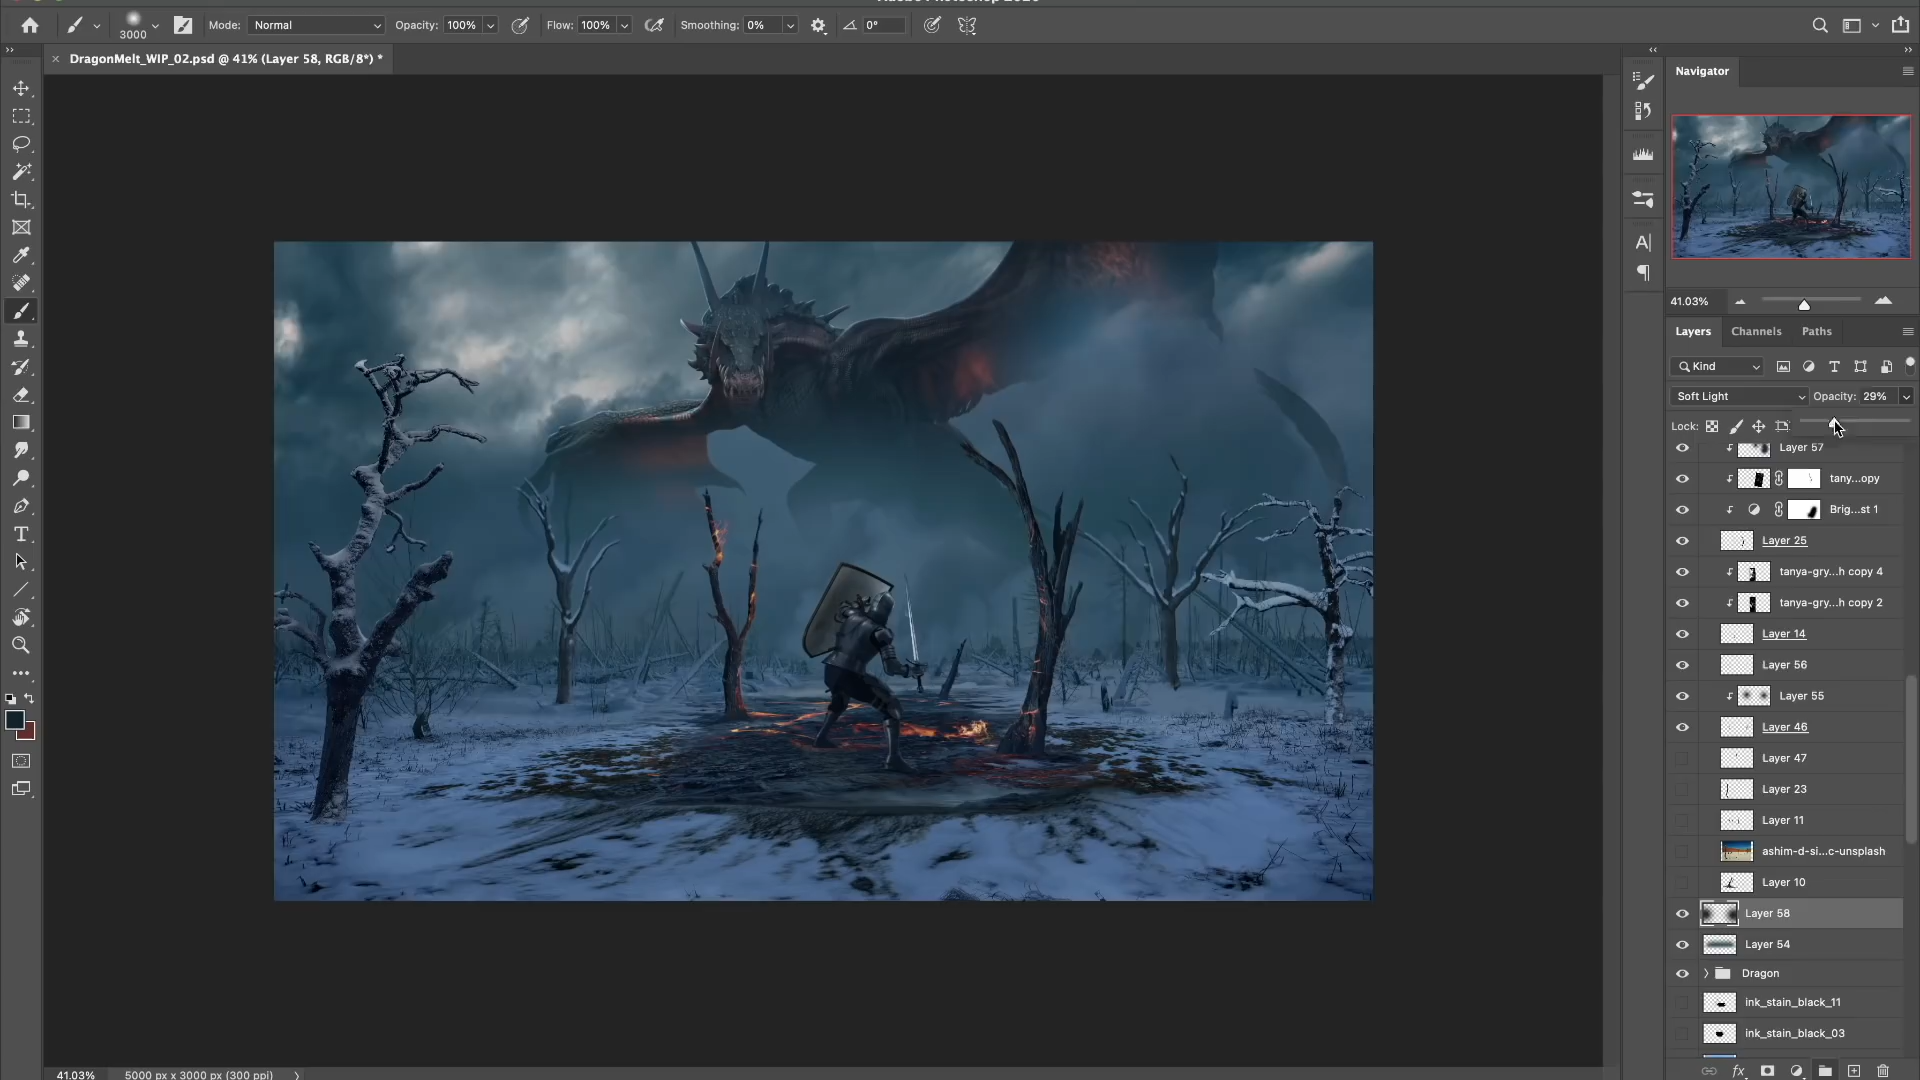 3000
Mode: Normal
Opacity: 100%
Flow: 100%
Smoothing: 0%
0°
DragonMelt_WIP_02.psd @ 41% (Layer 58, RGB/8*) *
Navigator
41.03%
Layers Channels Paths
Kind
Soft Light Opacity: 29%
Lock:
Layer 57
tany...opy
Brig...st 1
Layer 25
tanya-gry...h copy 4
tanya-gry...h copy 2
Layer 14
Layer 56
Layer 55
Layer 46
Layer 47
Layer 23
Layer 11
ashim-d-si...c-unsplash
Layer 10
Layer 58
Layer 54
Dragon
ink_stain_black_11
ink_stain_black_03
41.03% 5000 px x 3000 px (300 ppi)